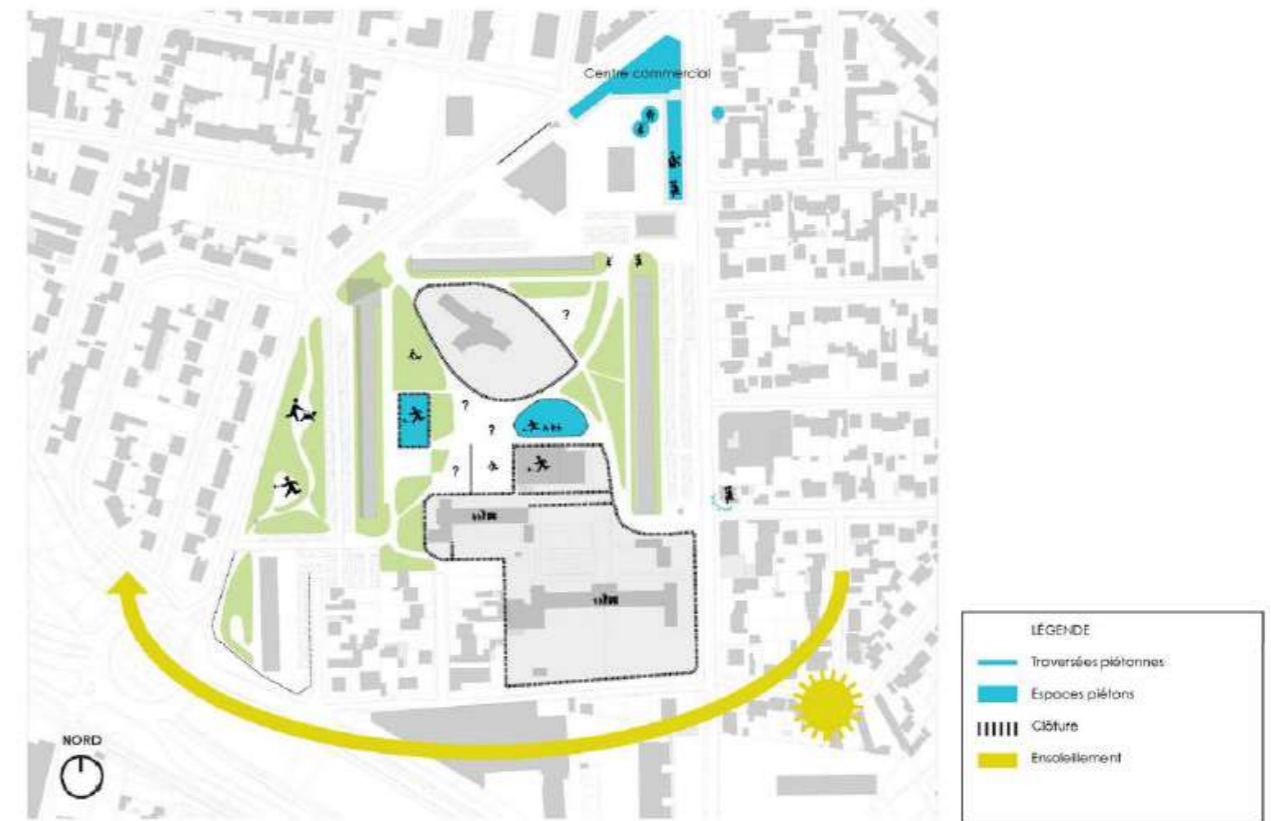 Centre commercial
?
?
?
?
NORD
LÉGENDE
Traversées piétonnes
Espaces piétons
Clôture
Ensoleillement